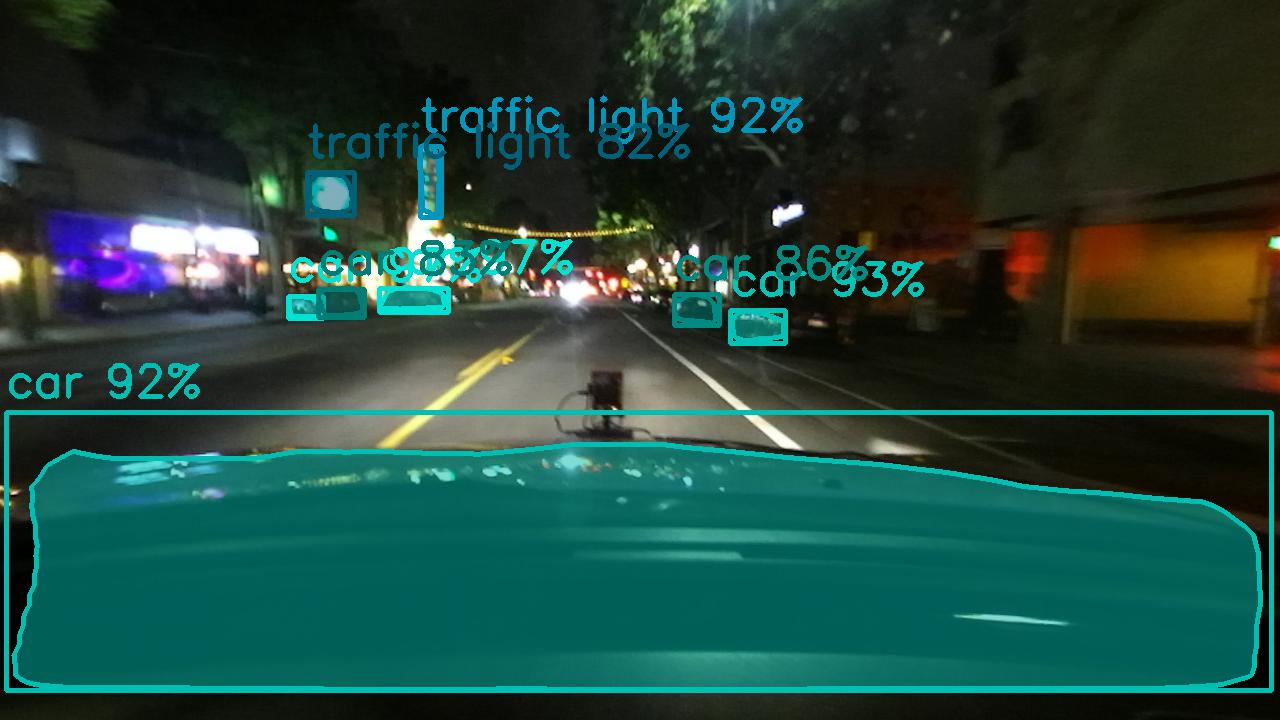 traffic light 92%
traffic light 82%
car 86%
car 93%
car 92%